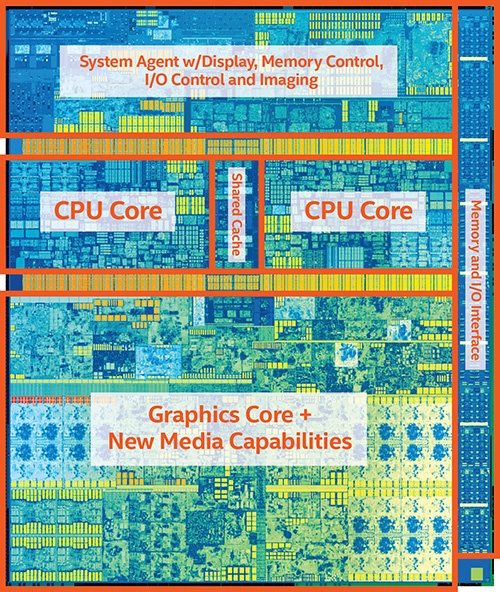 System Agent w/Display, Memory Control,
I/O Control and Imaging
CPU Core
Shared Cache
CPU Core
Memory and I/O Interface
Graphics Core +
New Media Capabilities